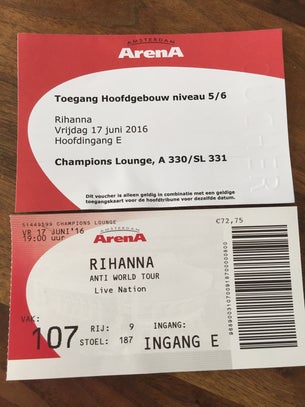 AMSTERDAM
ArenA
Toegang Hoofdgebouw niveau 5/6
Rihanna
Vrijdag 17 juni 2016
Hoofdingang E
Champions Lounge, A 330/SL 331
Dit voucher is alleen geldig in combinatie met een geldige
toegangskaart voor de hoofdtribune voor dezelfde datum.
51449599 CHAMPIONS LOUNGE
VR 17 JUNI'16
19:00 uur
€72,75
AMSTERDAM
ArenA
RIHANNA
ANTI WORLD TOUR
Live Nation
VAK:
107
RIJ: 9
STOEL: 187
INGANG:
INGANG E